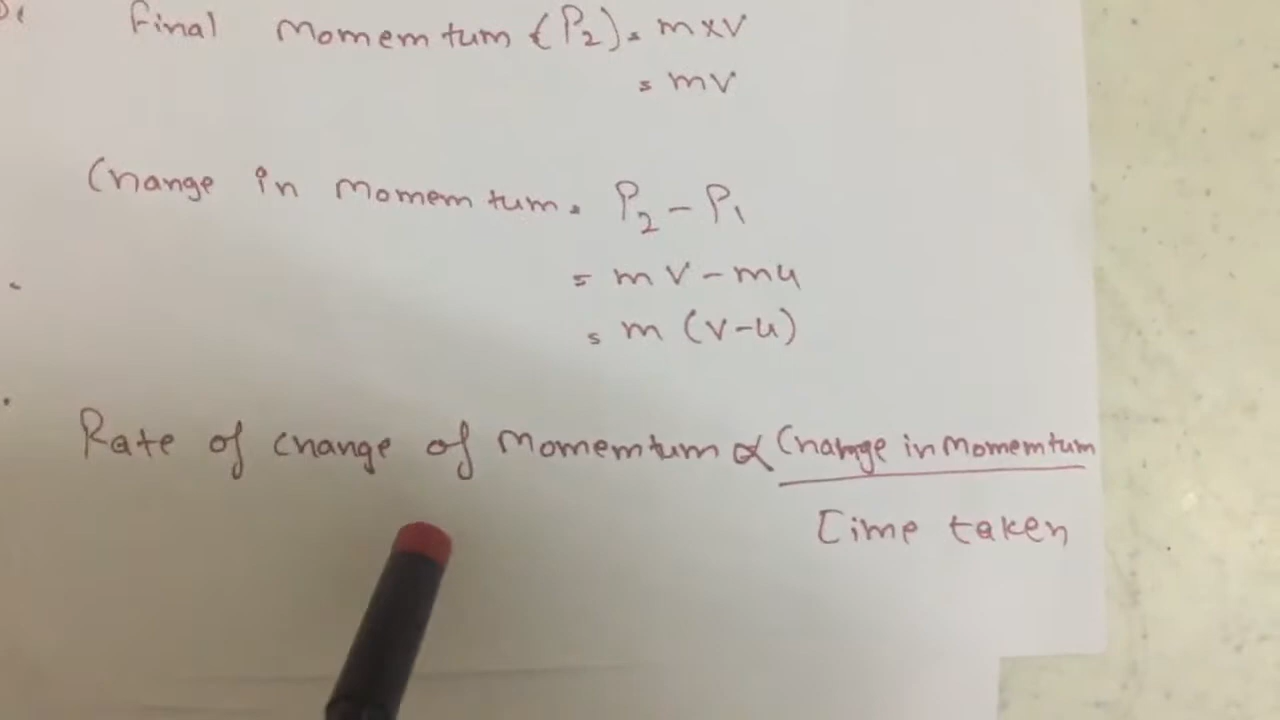 Final Momemtum (P₂) = m×v
= mv
Change in Momemtum = P₂ - P₁
= mv - mu
= m (v-u)
Rate of change of Momemtum ∝ Change in Momemtum
Time taken